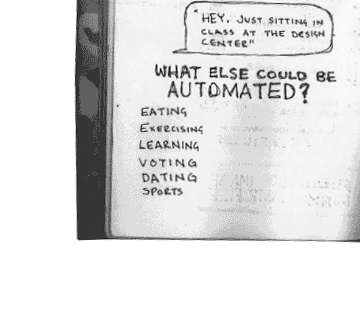 "HEY, JUST SITTING IN
CLASS AT THE DESIGN
CENTER"
WHAT ELSE COULD BE
AUTOMATED?
EATING
EXERCISING
LEARNING
VOTING
DATING
SPORTS